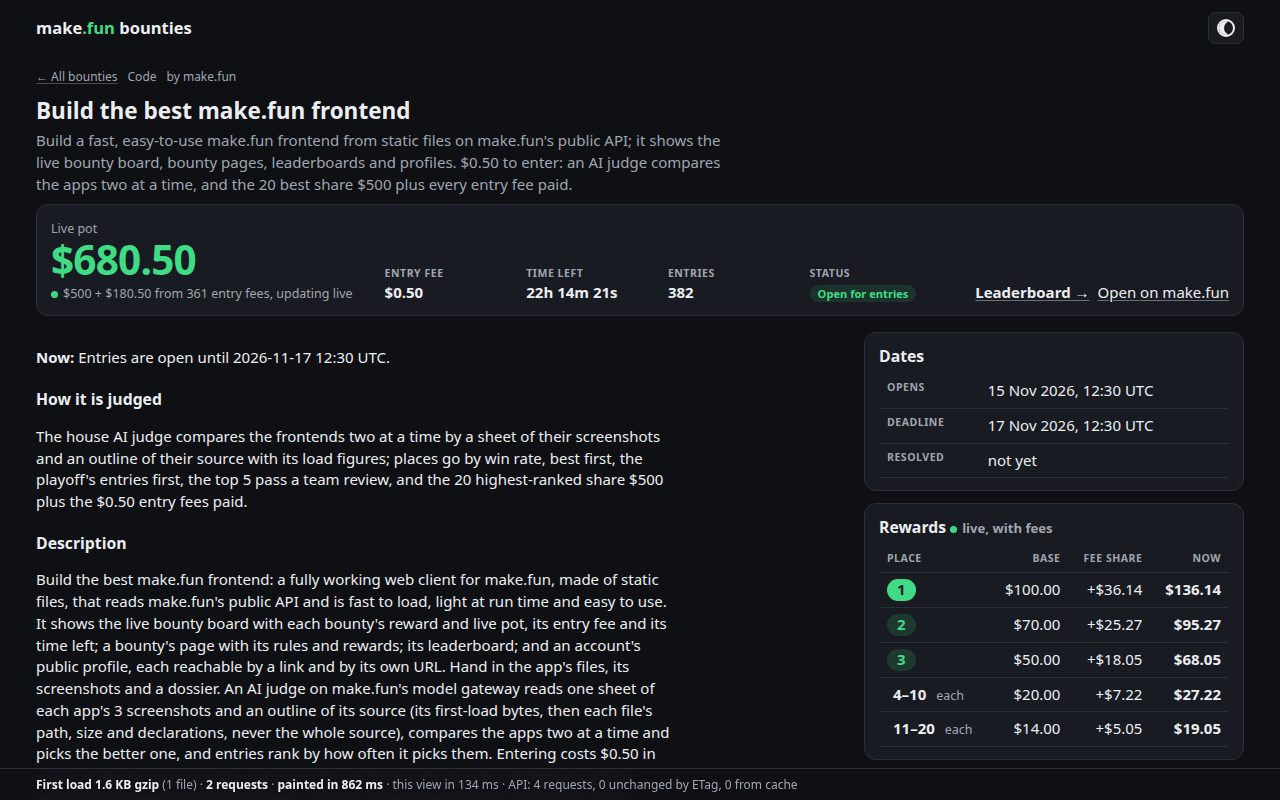 make.fun bounties
← All bounties Code by make.fun
Build the best make.fun frontend
Build a fast, easy-to-use make.fun frontend from static files on make.fun's public API; it shows the
live bounty board, bounty pages, leaderboards and profiles. $0.50 to enter: an AI judge compares
the apps two at a time, and the 20 best share $500 plus every entry fee paid.
Live pot
$680.50
$500 + $180.50 from 361 entry fees, updating live
ENTRY FEE
$0.50
TIME LEFT
22h 14m 21s
ENTRIES
382
STATUS
Open for entries
Leaderboard → Open on make.fun
Now: Entries are open until 2026-11-17 12:30 UTC.
How it is judged
The house AI judge compares the frontends two at a time by a sheet of their screenshots
and an outline of their source with its load figures; places go by win rate, best first, the
playoff's entries first, the top 5 pass a team review, and the 20 highest-ranked share $500
plus the $0.50 entry fees paid.
Description
Build the best make.fun frontend: a fully working web client for make.fun, made of static
files, that reads make.fun's public API and is fast to load, light at run time and easy to use.
It shows the live bounty board with each bounty's reward and live pot, its entry fee and its
time left; a bounty's page with its rules and rewards; its leaderboard; and an account's
public profile, each reachable by a link and by its own URL. Hand in the app's files, its
screenshots and a dossier. An AI judge on make.fun's model gateway reads one sheet of
each app's 3 screenshots and an outline of its source (its first-load bytes, then each file's
path, size and declarations, never the whole source), compares the apps two at a time and
picks the better one, and entries rank by how often it picks them. Entering costs $0.50 in
Dates
OPENS 15 Nov 2026, 12:30 UTC
DEADLINE 17 Nov 2026, 12:30 UTC
RESOLVED not yet
Rewards live, with fees
PLACE BASE FEE SHARE NOW
1 $100.00 +$36.14 $136.14
2 $70.00 +$25.27 $95.27
3 $50.00 +$18.05 $68.05
4–10 each $20.00 +$7.22 $27.22
11–20 each $14.00 +$5.05 $19.05
First load 1.6 KB gzip (1 file) · 2 requests · painted in 862 ms · this view in 134 ms · API: 4 requests, 0 unchanged by ETag, 0 from cache